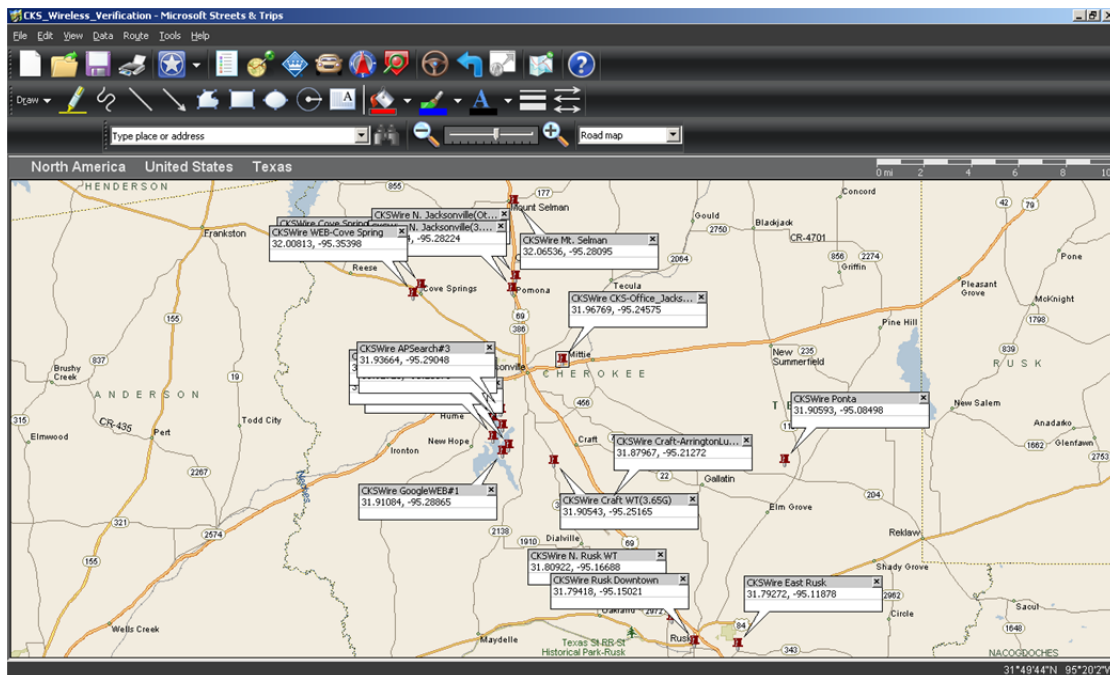 CKS_Wireless_Verification - Microsoft Streets & Trips
File Edit View Data Route Tools Help
Draw
Type place or address
Road map
North America United States Texas
0 mi 2 4 6 8 10
HENDERSON
855
177
Mount Selman
Concord
42
79
Frankston
CKSWire N. Jacksonville(Ot...
CKSWire WEB-Cove Spring
32.00813, -95.35398
N. Jacksonville(3....
-95.28224
CKSWire Mt. Selman
32.06536, -95.28095
Gould
2750
Blackjack
CR-4701
2064
856
2274
Griffin
Pone
Reese
Cove Springs
Pomona
Tecula
Pleasant Grove
McKnight
155
69
386
CKSWire CKS-Office_Jacks...
31.96769, -95.24575
Pine Hill
1798
CKSWire APSearch#3
31.93664, -95.29048
Mittie
New Summerfield
235
839
RUSK
837
Brushy Creek
19
CHEROKEE
ANDERSON
456
CKSWire Ponta
31.90593, -95.08498
New Salem
315
CR-435
Todd City
Hume
Anadarko
Elmwood
Pert
New Hope
Ironton
Craft
CKSWire Craft-ArringtonLu...
31.87967, -95.21272
1662
Glenfawn
2753
2267
Neches
22
Gallatin
CKSWire GoogleWEB#1
31.91084, -95.28865
CKSWire Craft WT(3.65G)
31.90543, -95.25165
204
Elm Grove
321
2574
2138
1910
Dialville
69
Reklaw
155
CKSWire N. Rusk WT
31.80922, -95.16688
Shady Grove
CKSWire Rusk Downtown
31.79418, -95.15021
CKSWire East Rusk
31.79272, -95.11878
2962
Circle
Sacul
Wells Creek
Oakland
2972
84
1648
Maydelle
Texas St RR-St
Historical Park-Rusk
Rusk
343
NACOGDOCHES
31°49'44"N 95°20'2"W